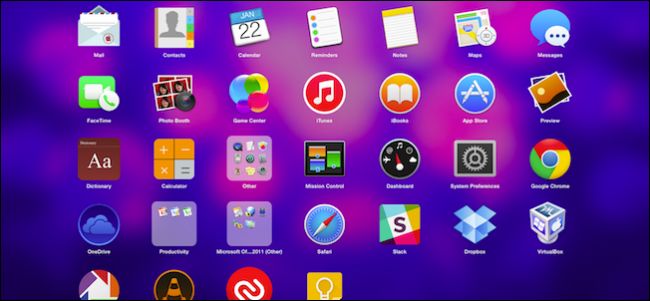 Mail
Contacts
JAN
22
Calendar
Reminders
Notes
Maps
Messages
FaceTime
Photo Booth
Game Center
iTunes
iBooks
App Store
Preview
Dictionary
Aa
Dictionary
Calculator
Other
Mission Control
Dashboard
System Preferences
Google Chrome
OneDrive
Productivity
Microsoft Of...2011 (Other)
Safari
S
Slack
Dropbox
VirtualBox